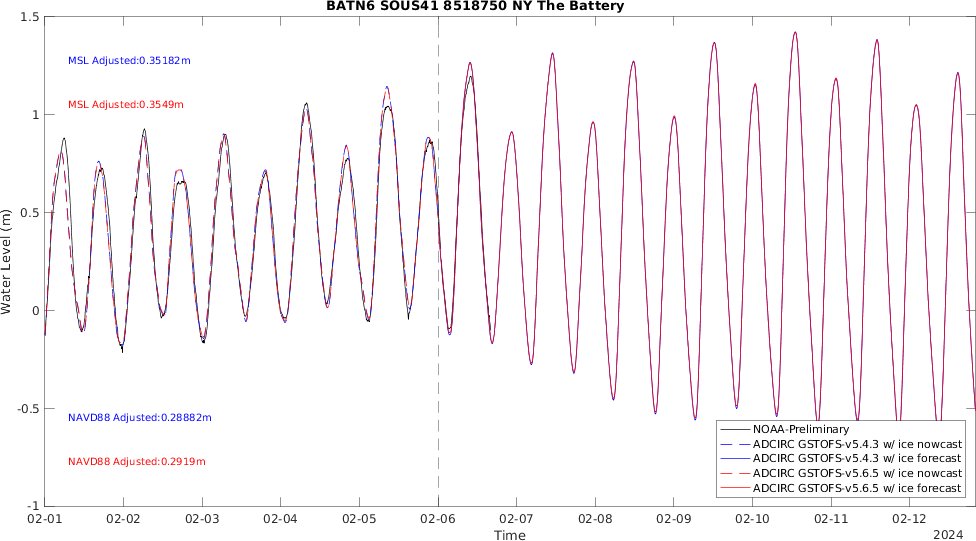 BATN6 SOUS41 8518750 NY The Battery
1.5
MSL Adjusted:0.35182m
MSL Adjusted:0.3549m
1
0.5
Water Level (m)
0
-0.5
NAVD88 Adjusted:0.28882m
NAVD88 Adjusted:0.2919m
NOAA-Preliminary
ADCIRC GSTOFS-v5.4.3 w/ ice nowcast
ADCIRC GSTOFS-v5.4.3 w/ ice forecast
ADCIRC GSTOFS-v5.6.5 w/ ice nowcast
ADCIRC GSTOFS-v5.6.5 w/ ice forecast
-1
02-01 02-02 02-03 02-04 02-05 02-06 02-07 02-08 02-09 02-10 02-11 02-12
Time
2024